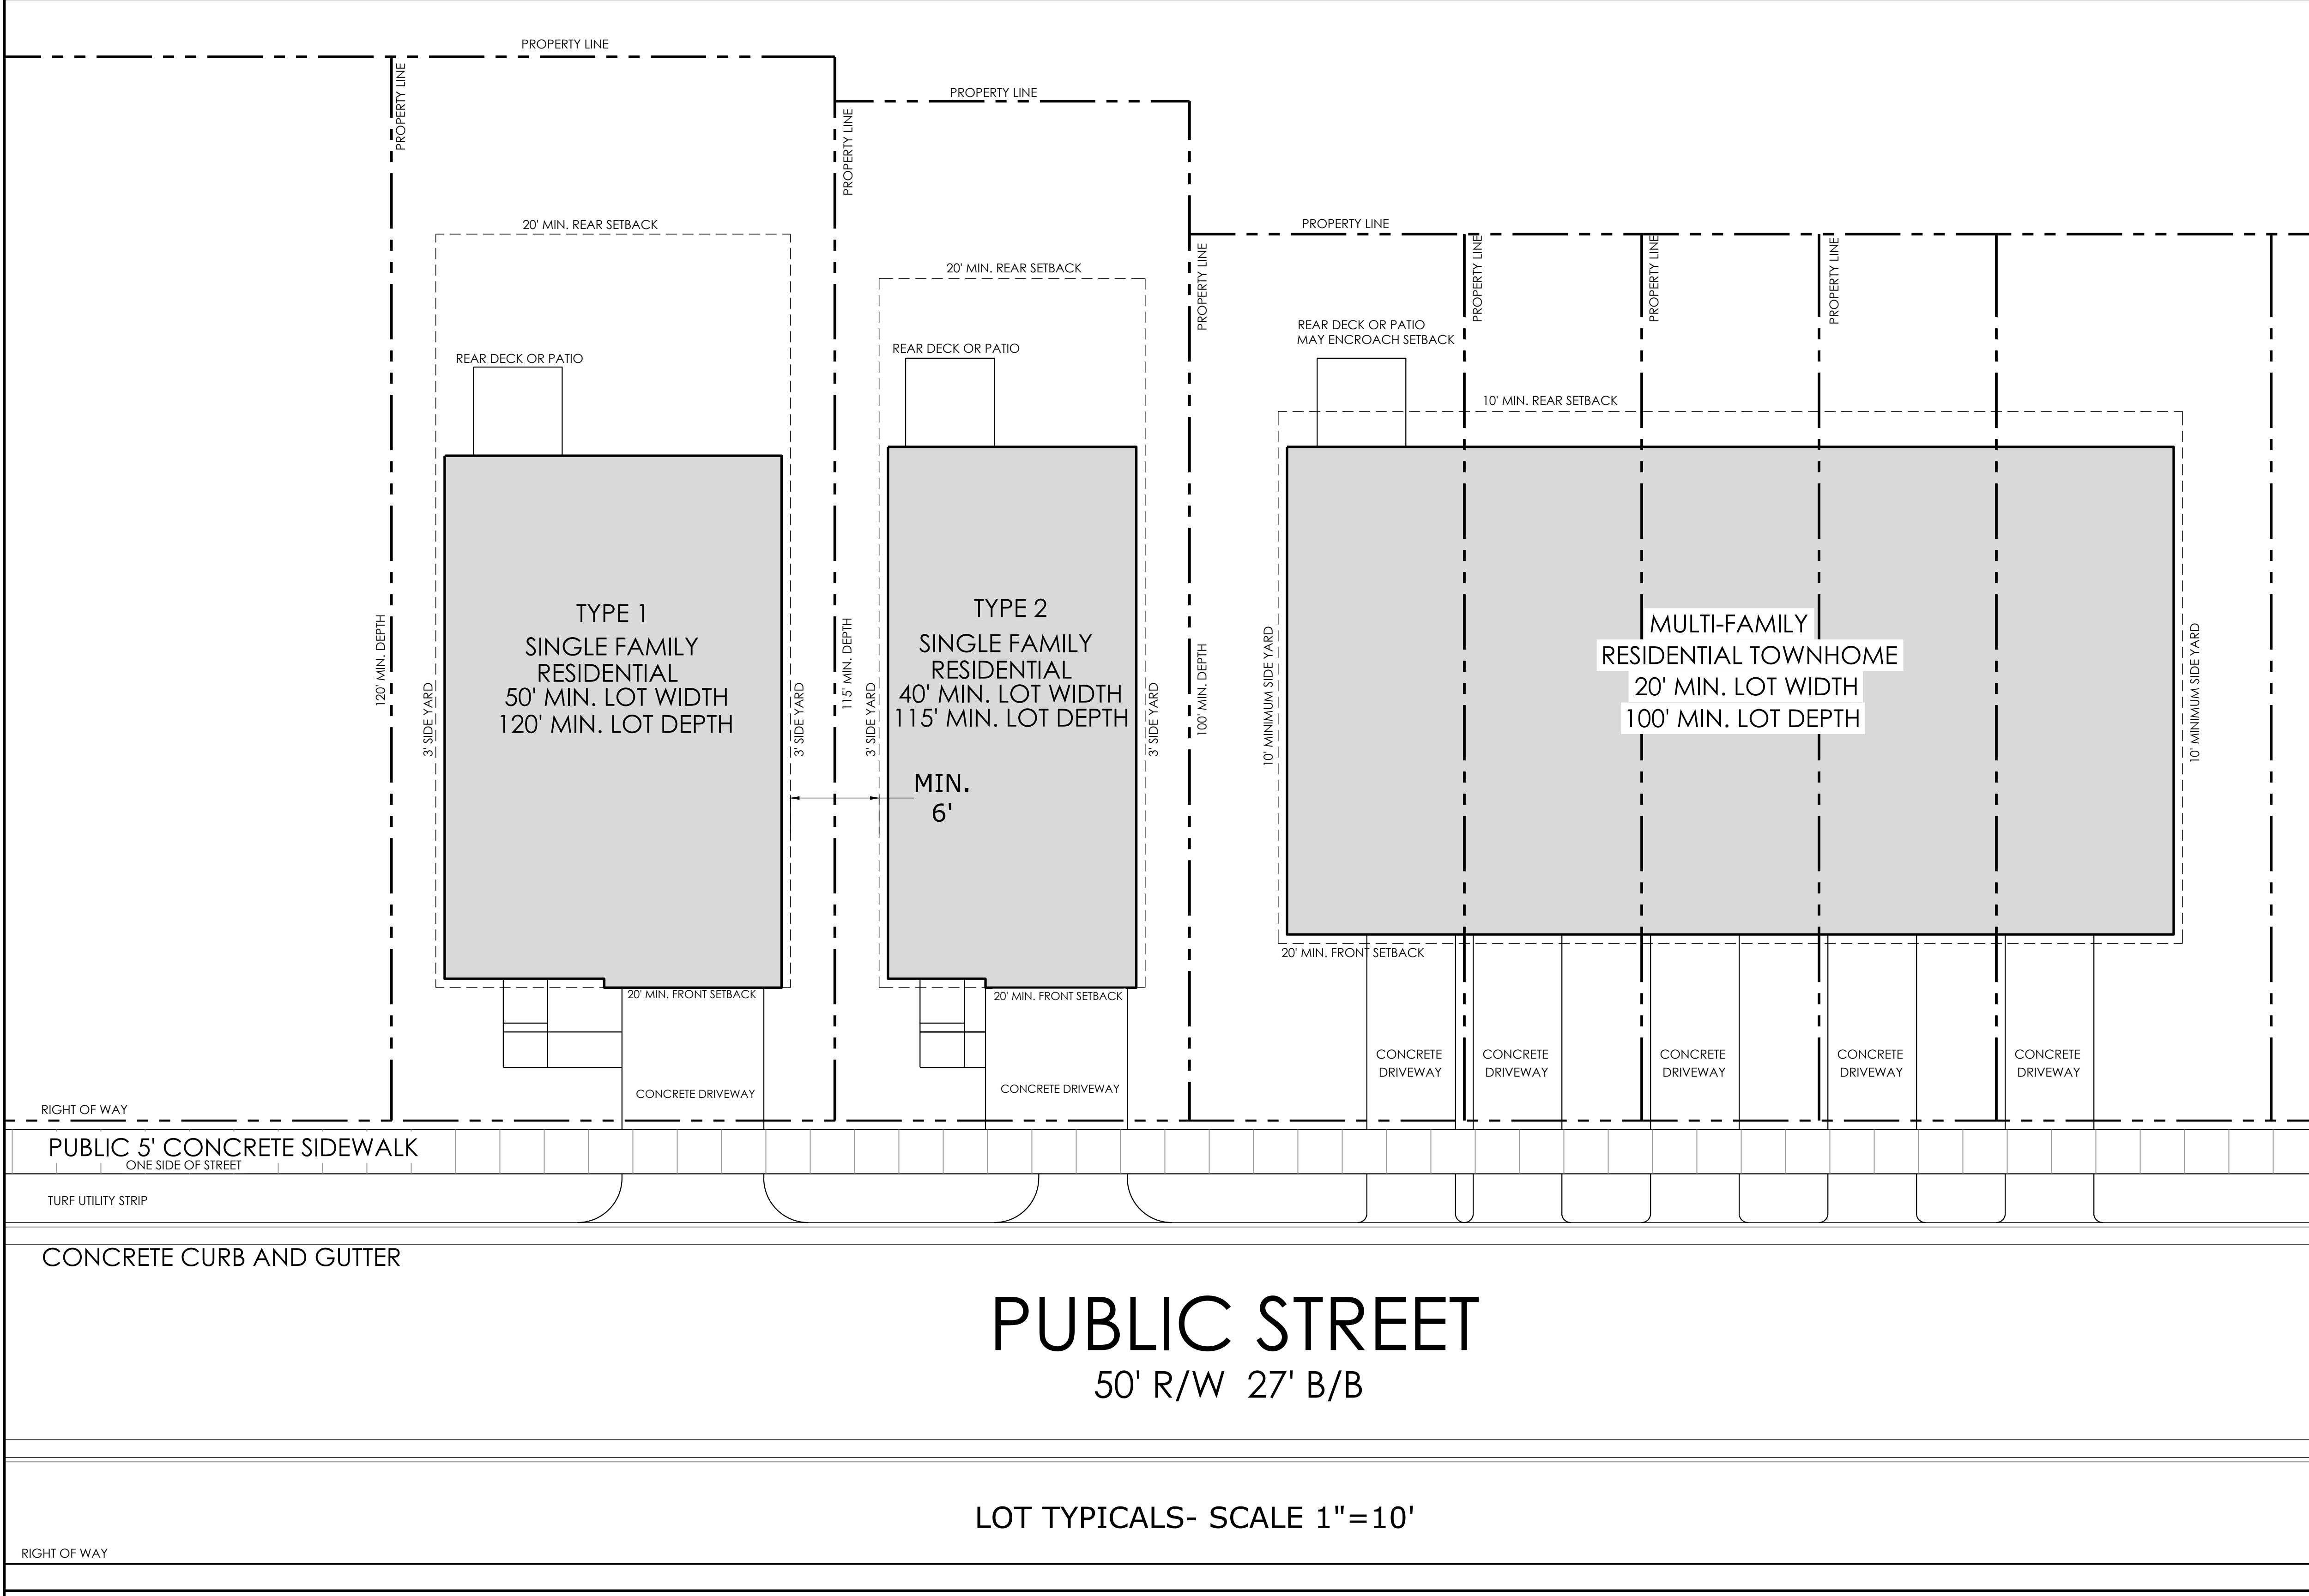 PROPERTY LINE
PROPERTY LINE
PROPERTY LINE
PROPERTY LINE
PROPERTY LINE
PROPERTY LINE
PROPERTY LINE
PROPERTY LINE
PROPERTY LINE
PROPERTY LINE
20' MIN. REAR SETBACK
20' MIN. REAR SETBACK
REAR DECK OR PATIO
MAY ENCROACH SETBACK
REAR DECK OR PATIO
REAR DECK OR PATIO
10' MIN. REAR SETBACK
120' MIN. DEPTH
3' SIDE YARD
TYPE 1
SINGLE FAMILY
RESIDENTIAL
50' MIN. LOT WIDTH
120' MIN. LOT DEPTH
3' SIDE YARD
115' MIN. DEPTH
3' SIDE YARD
TYPE 2
SINGLE FAMILY
RESIDENTIAL
40' MIN. LOT WIDTH
115' MIN. LOT DEPTH
3' SIDE YARD
MIN.
6'
100' MIN. DEPTH
10' MINIMUM SIDE YARD
MULTI-FAMILY
RESIDENTIAL TOWNHOME
20' MIN. LOT WIDTH
100' MIN. LOT DEPTH
10' MINIMUM SIDE YARD
20' MIN. FRONT SETBACK
20' MIN. FRONT SETBACK
20' MIN. FRONT SETBACK
CONCRETE DRIVEWAY
CONCRETE DRIVEWAY
CONCRETE
DRIVEWAY
CONCRETE
DRIVEWAY
CONCRETE
DRIVEWAY
CONCRETE
DRIVEWAY
CONCRETE
DRIVEWAY
RIGHT OF WAY
PUBLIC 5' CONCRETE SIDEWALK
ONE SIDE OF STREET
TURF UTILITY STRIP
CONCRETE CURB AND GUTTER
PUBLIC STREET
50' R/W 27' B/B
LOT TYPICALS- SCALE 1"=10'
RIGHT OF WAY